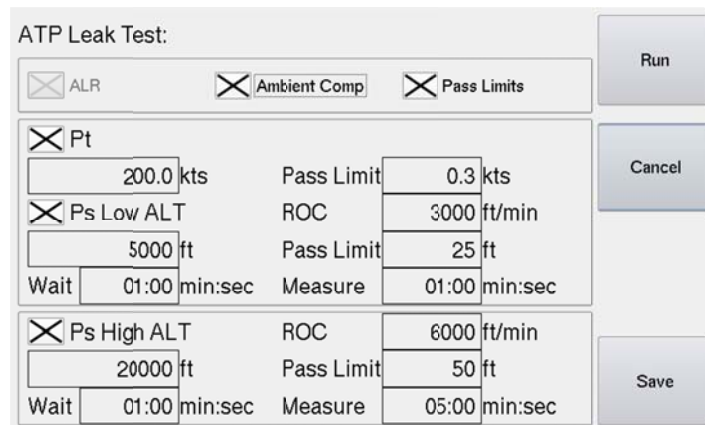 ATP Leak Test:
ALR Ambient Comp Pass Limits
Pt
200.0 kts Pass Limit 0.3 kts
Ps Low ALT ROC 3000 ft/min
5000 ft Pass Limit 25 ft
Wait 01:00 min:sec Measure 01:00 min:sec
Ps High ALT ROC 6000 ft/min
20000 ft Pass Limit 50 ft
Wait 01:00 min:sec Measure 05:00 min:sec
Run
Cancel
Save